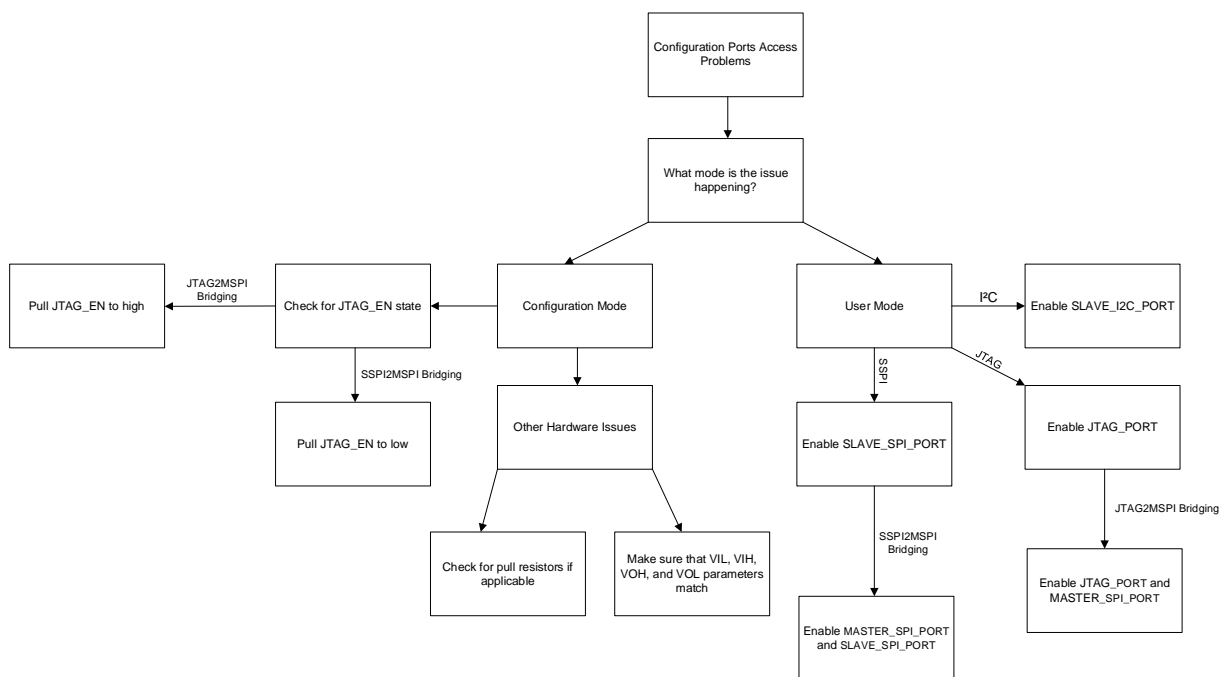 Configuration Ports Access
Problems
What mode is the issue
happening?
Pull JTAG_EN to high
JTAG2MSPI
Bridging
Check for JTAG_EN state
Configuration Mode
User Mode
I²C
Enable SLAVE_I2C_PORT
SSPI2MSPI Bridging
SSPI
JTAG
Pull JTAG_EN to low
Other Hardware Issues
Enable SLAVE_SPI_PORT
Enable JTAG_PORT
JTAG2MSPI Bridging
SSPI2MSPI
Bridging
Check for pull resistors if
applicable
Make sure that VIL, VIH,
VOH, and VOL parameters
match
Enable JTAG_PORT and
MASTER_SPI_PORT
Enable MASTER_SPI_PORT
and SLAVE_SPI_PORT